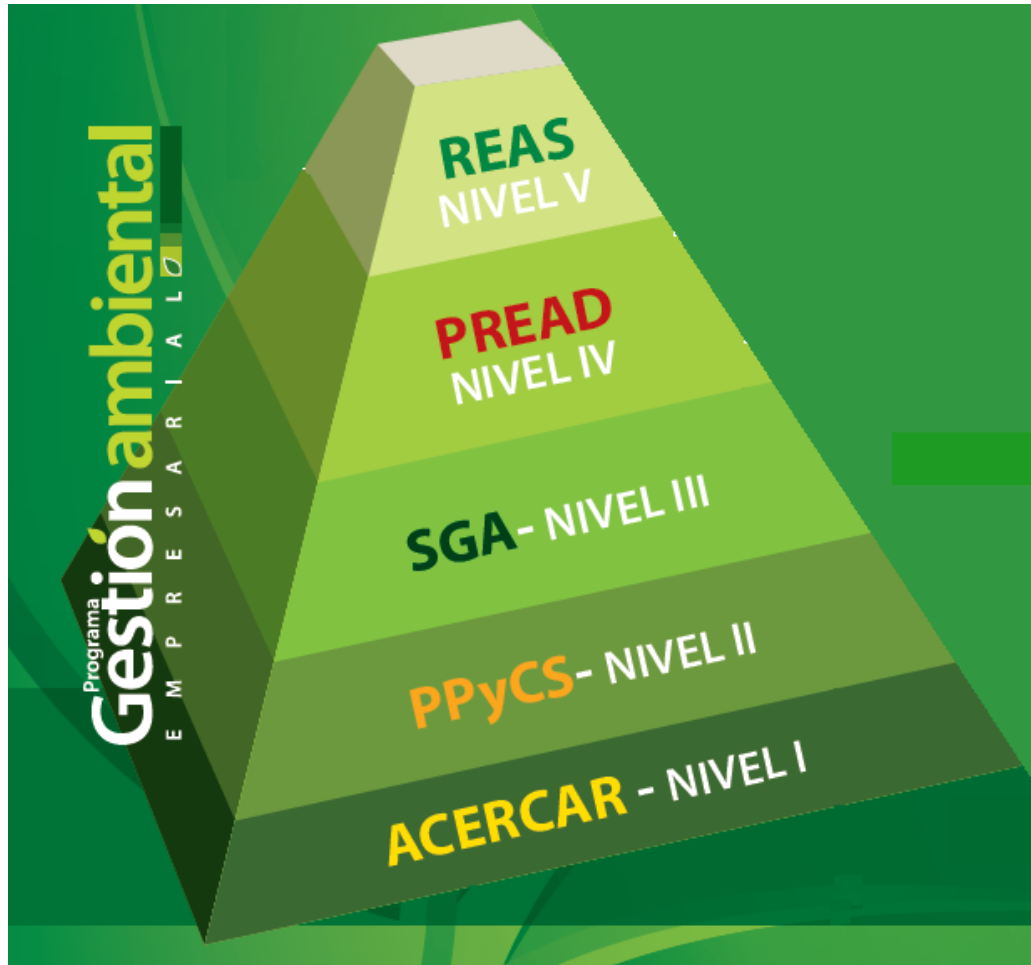 Programa
Gestión ambiental
EMPRESARIAL
REAS
NIVEL V
PREAD
NIVEL IV
SGA- NIVEL III
PPyCS- NIVEL II
ACERCAR - NIVEL I